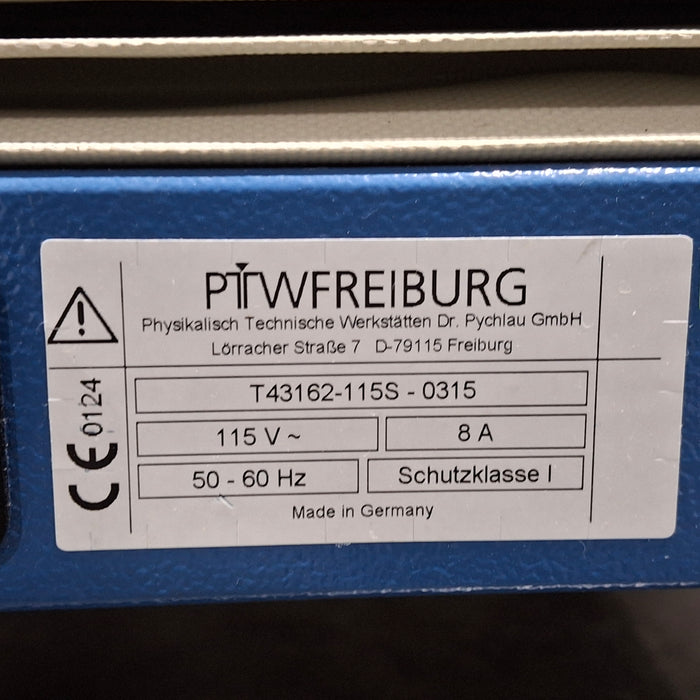 PTWFREIBURG
Physikalisch Technische Werkstätten Dr. Pychlau GmbH
Lörracher Straße 7 D-79115 Freiburg
CE 0124
T43162-115S - 0315
115 V ~
8 A
50 - 60 Hz
Schutzklasse I
Made in Germany